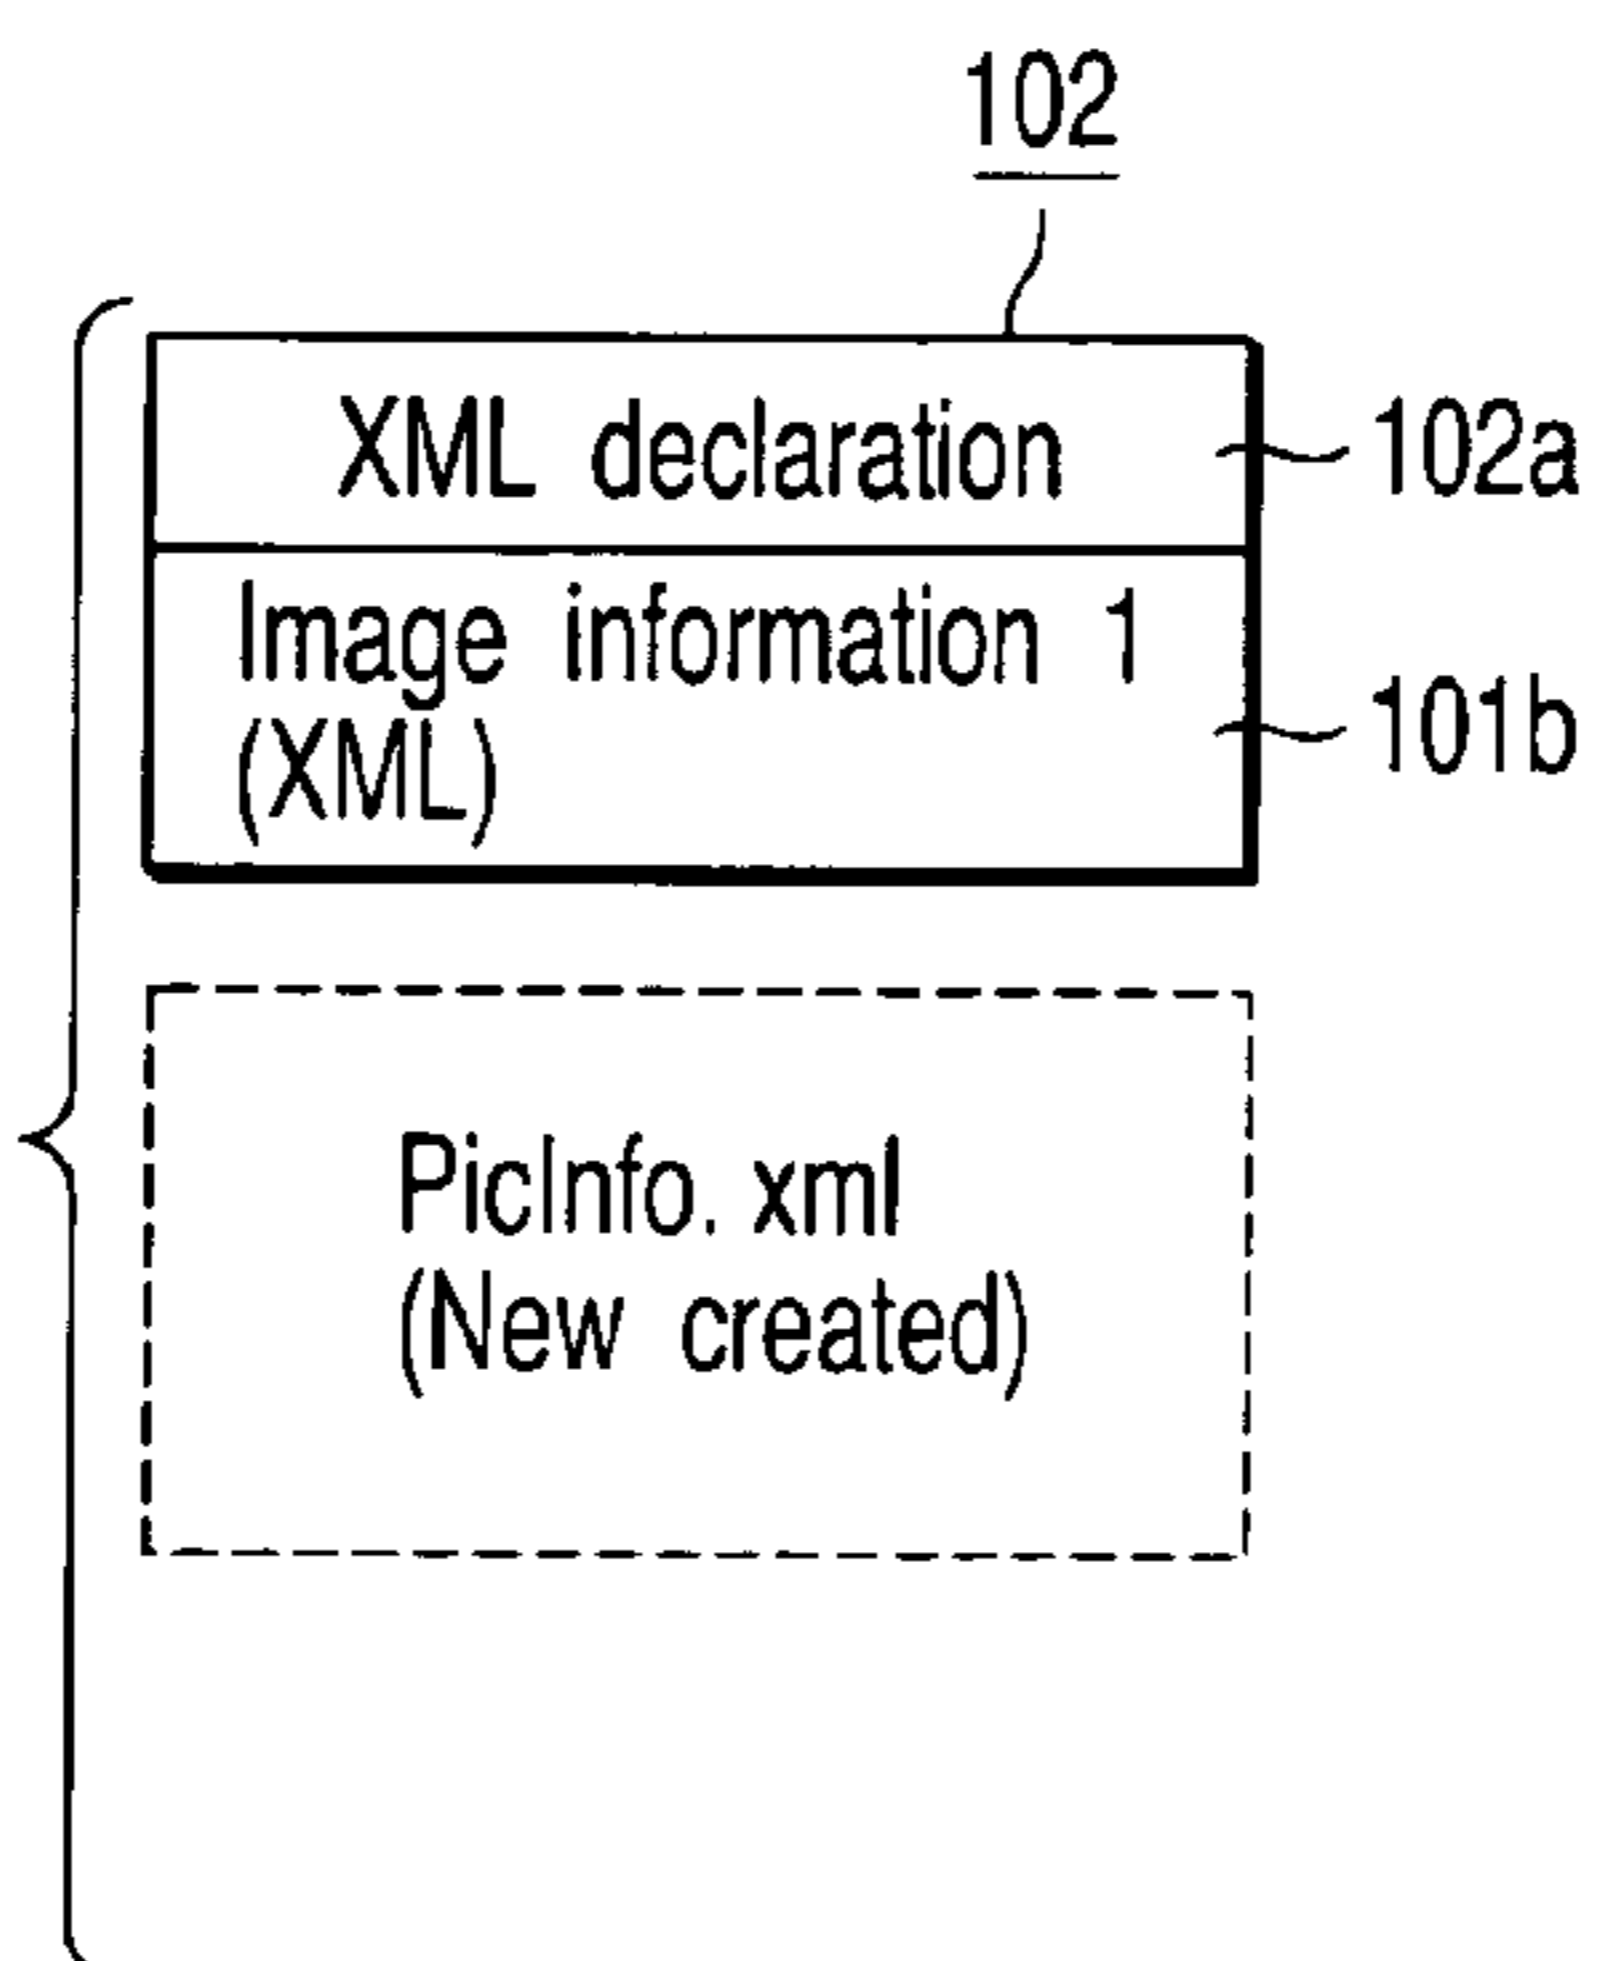 102
XML declaration 102a
Image information 1
(XML) 101b
PicInfo. xml
(New created)